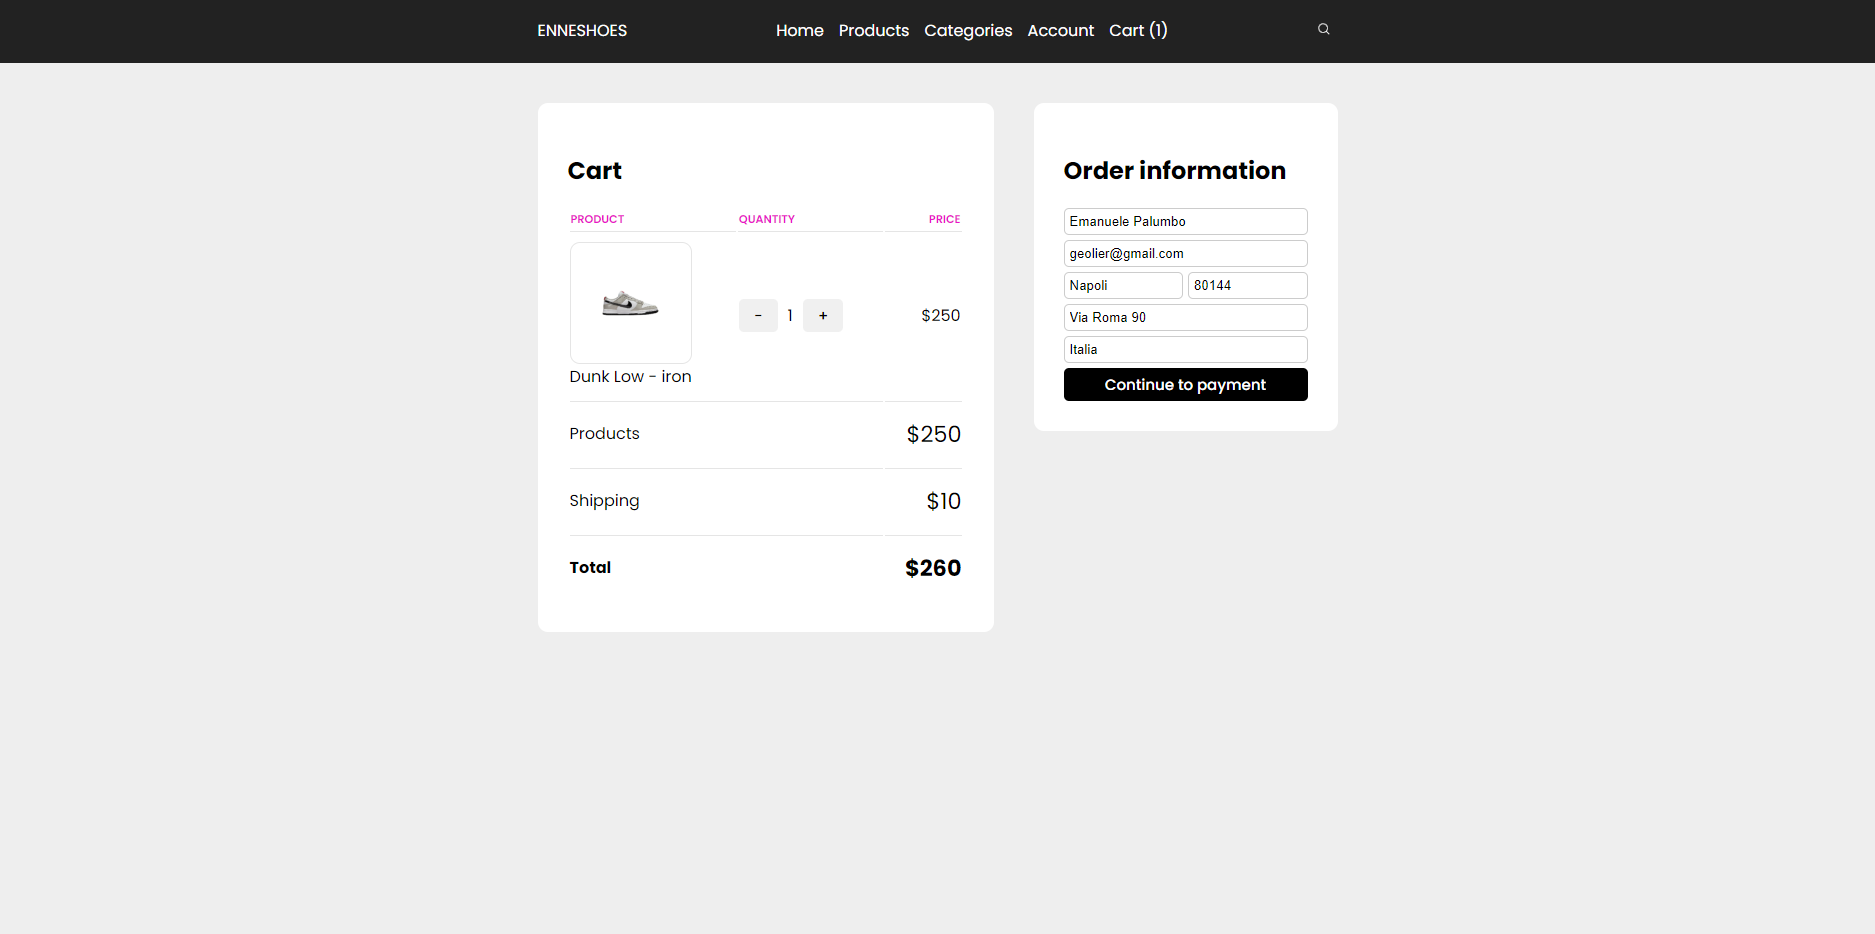 ENNESHOES Home Products Categories Account Cart (1)
Cart
PRODUCT QUANTITY PRICE
- 1 + $250
Dunk Low - iron
Products $250
Shipping $10
Total $260
Order information
Emanuele Palumbo
geolier@gmail.com
Napoli 80144
Via Roma 90
Italia
Continue to payment